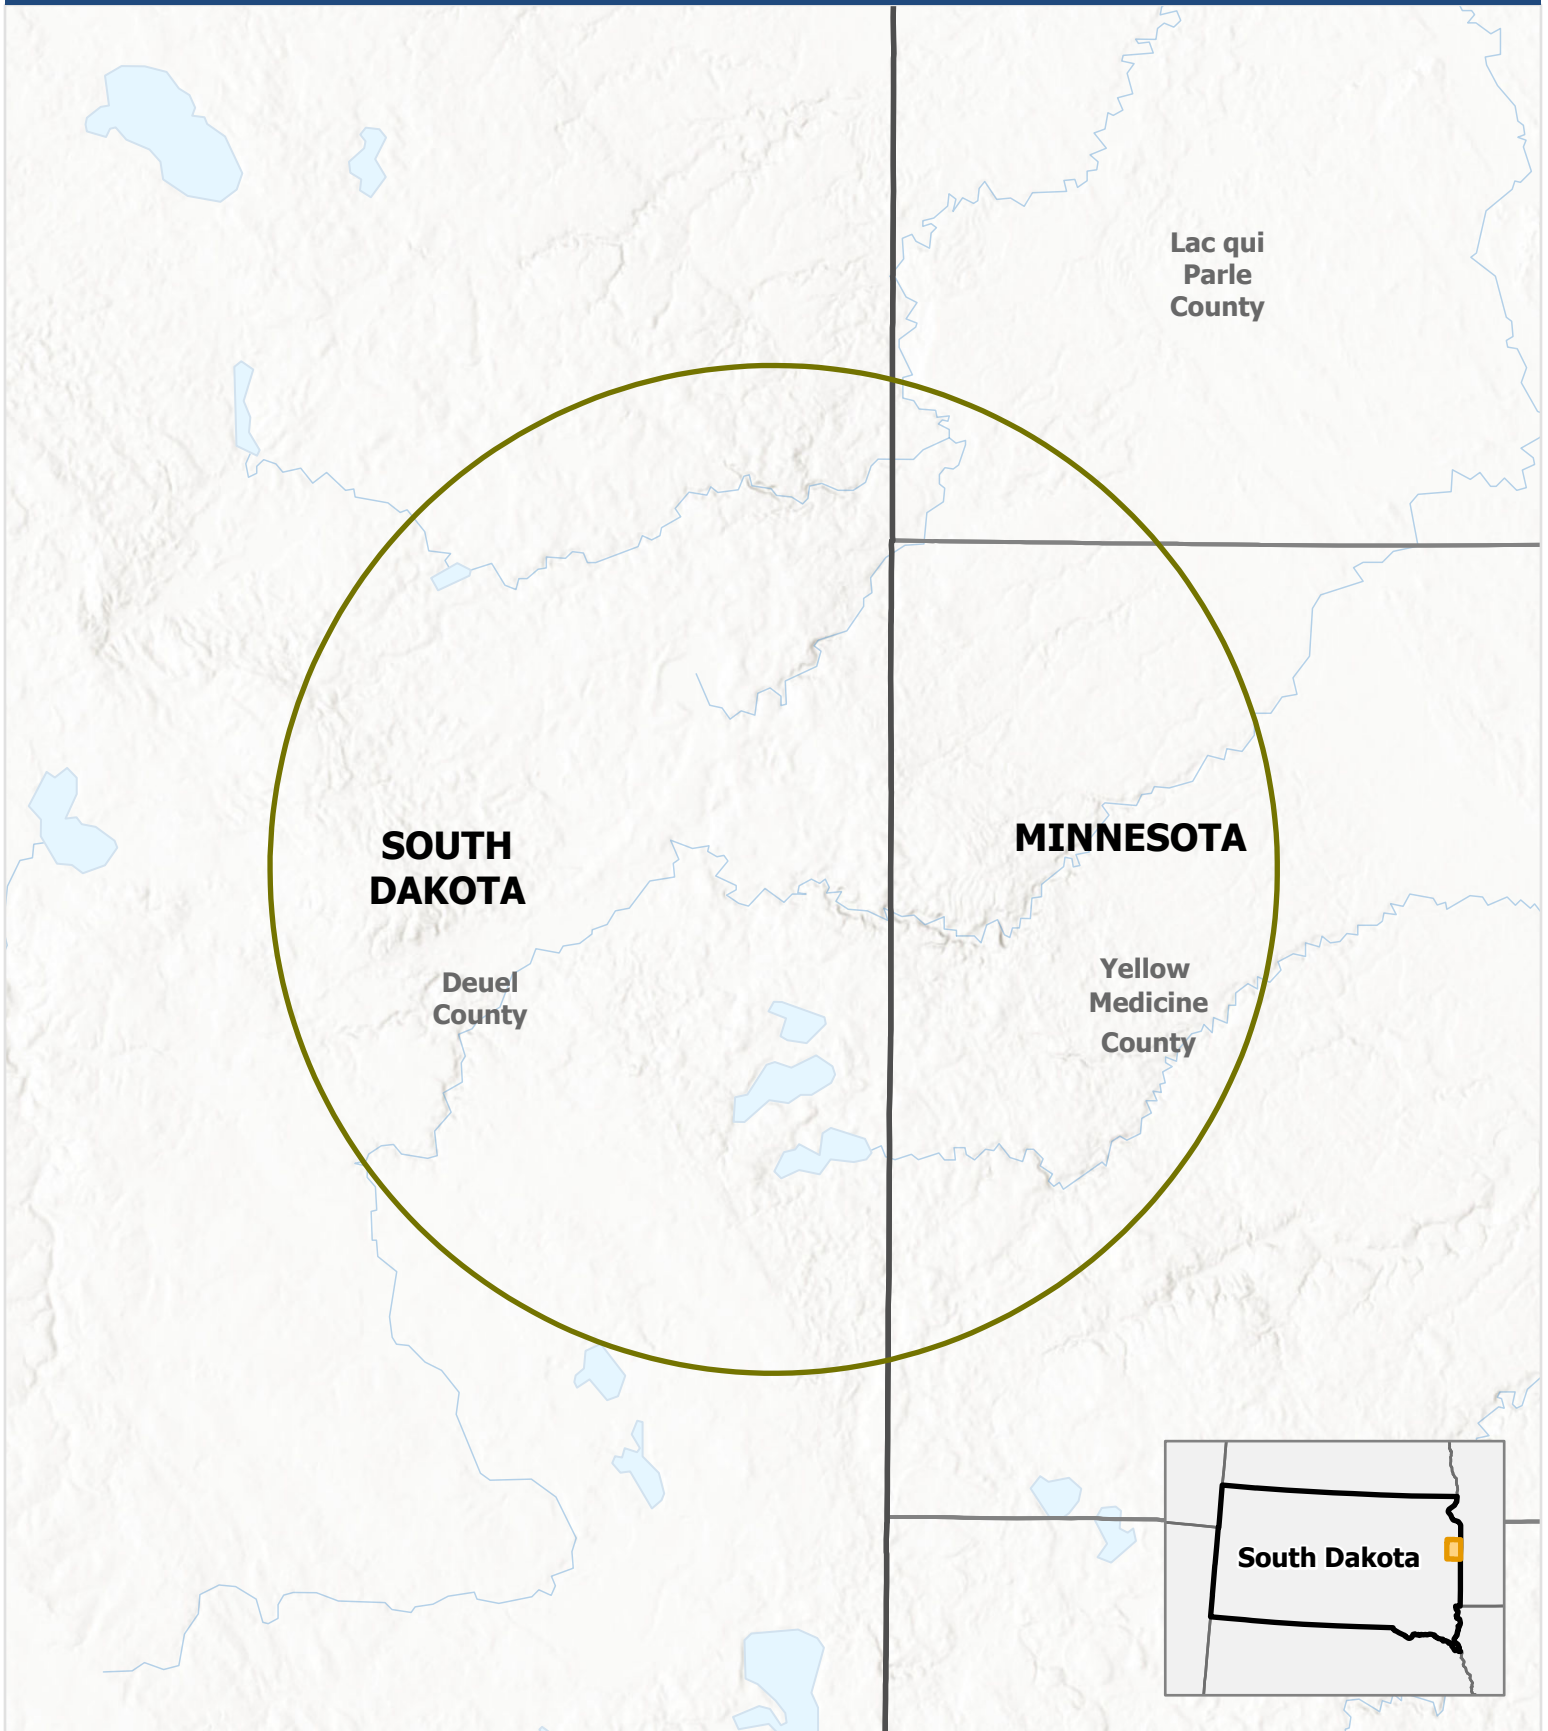 Lac qui
Parle
County
SOUTH
DAKOTA
MINNESOTA
Deuel
County
Yellow
Medicine
County
South Dakota